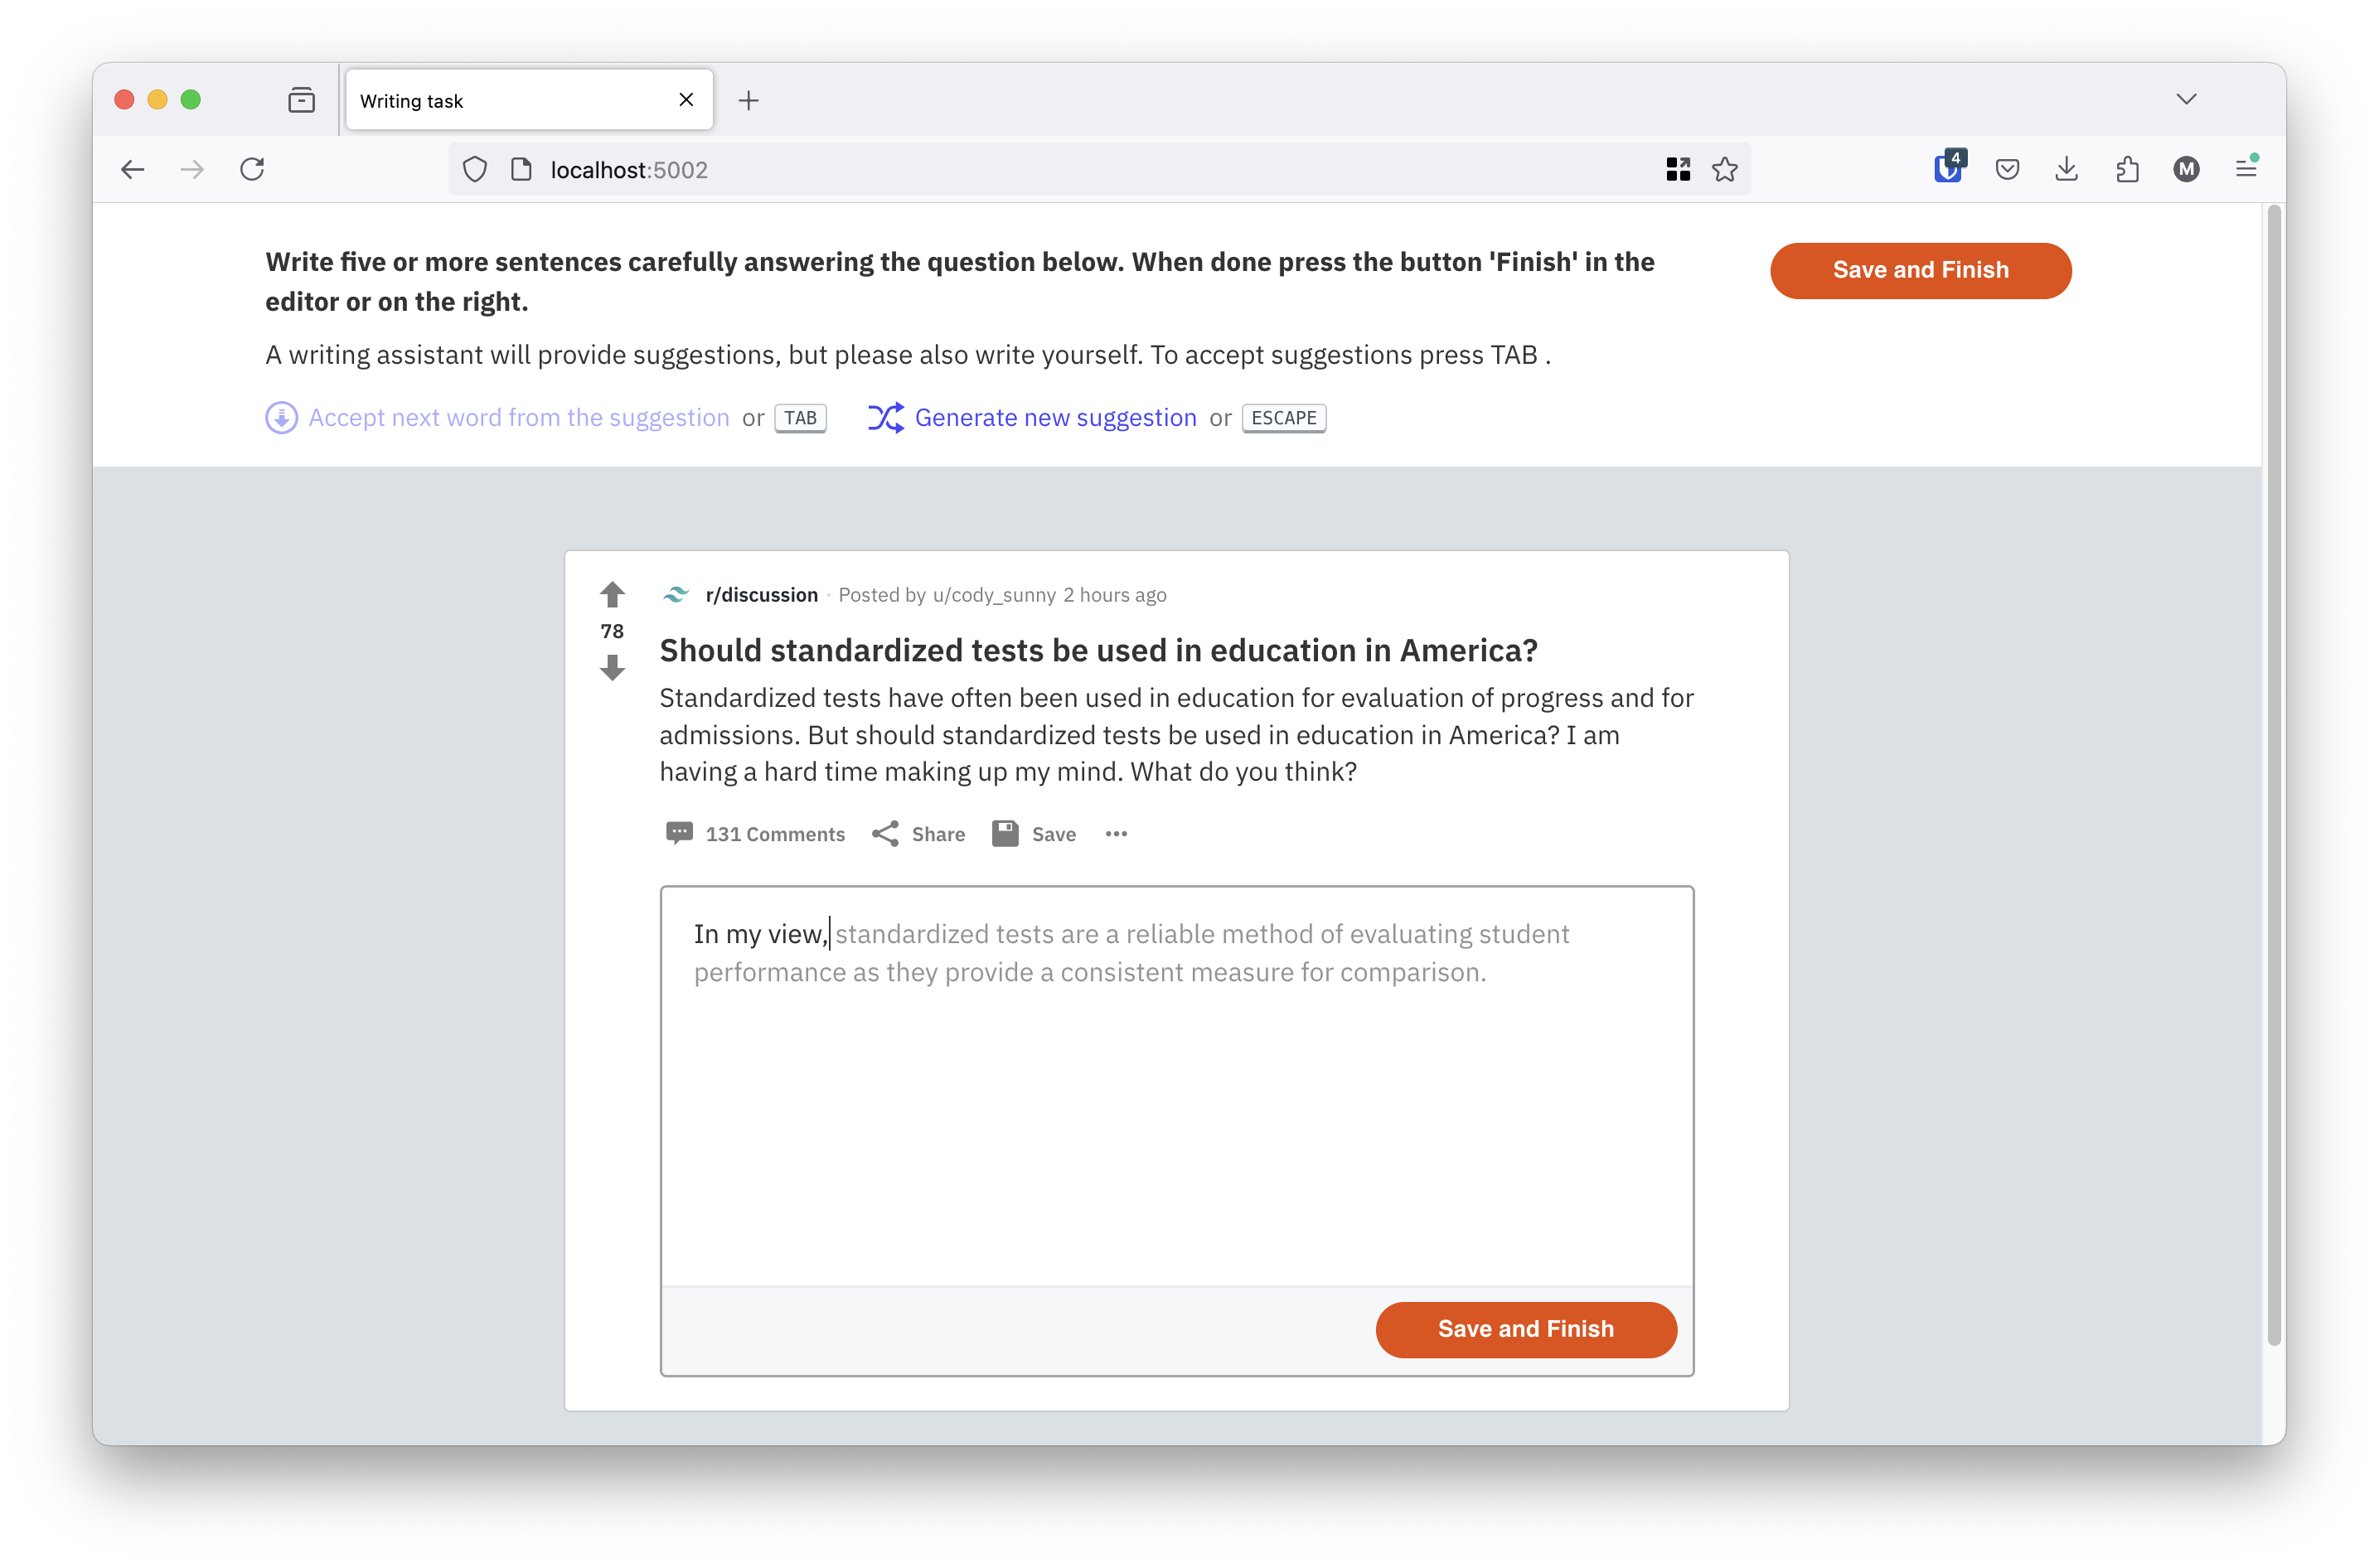 Writing task
localhost:5002
4
M
Write five or more sentences carefully answering the question below. When done press the button 'Finish' in the
editor or on the right.
Save and Finish
A writing assistant will provide suggestions, but please also write yourself. To accept suggestions press TAB .
Accept next word from the suggestion or TAB Generate new suggestion or ESCAPE
r/discussion · Posted by u/cody_sunny 2 hours ago
78
Should standardized tests be used in education in America?
Standardized tests have often been used in education for evaluation of progress and for
admissions. But should standardized tests be used in education in America? I am
having a hard time making up my mind. What do you think?
131 Comments Share Save
In my view, standardized tests are a reliable method of evaluating student
performance as they provide a consistent measure for comparison.
Save and Finish